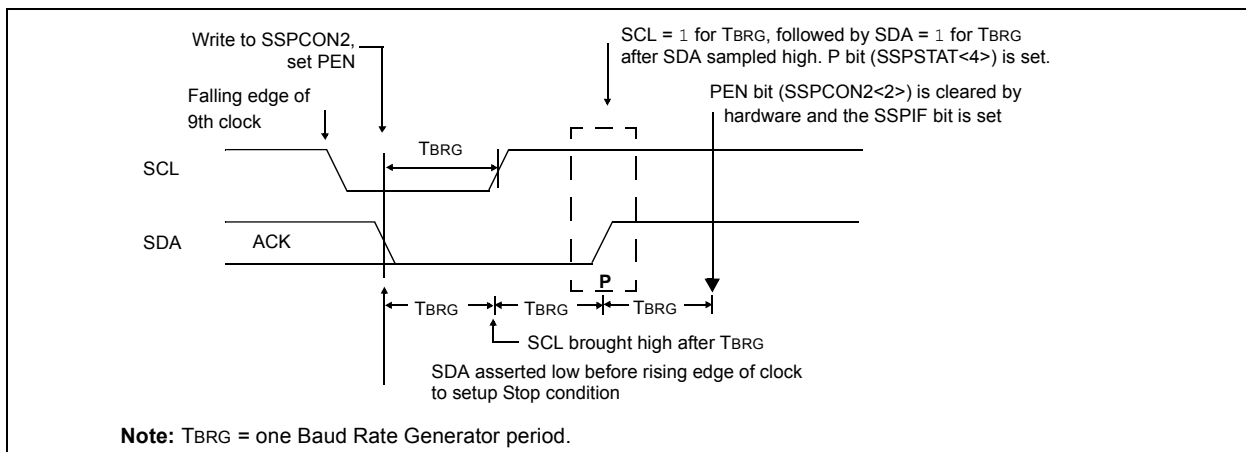 Write to SSPCON2,
set PEN
SCL = 1 for TBRG, followed by SDA = 1 for TBRG
after SDA sampled high. P bit (SSPSTAT<4>) is set.
Falling edge of
9th clock
PEN bit (SSPCON2<2>) is cleared by
hardware and the SSPIF bit is set
TBRG
SCL
SDA
ACK
P
TBRG
TBRG
TBRG
SCL brought high after TBRG
SDA asserted low before rising edge of clock
to setup Stop condition
Note: TBRG = one Baud Rate Generator period.